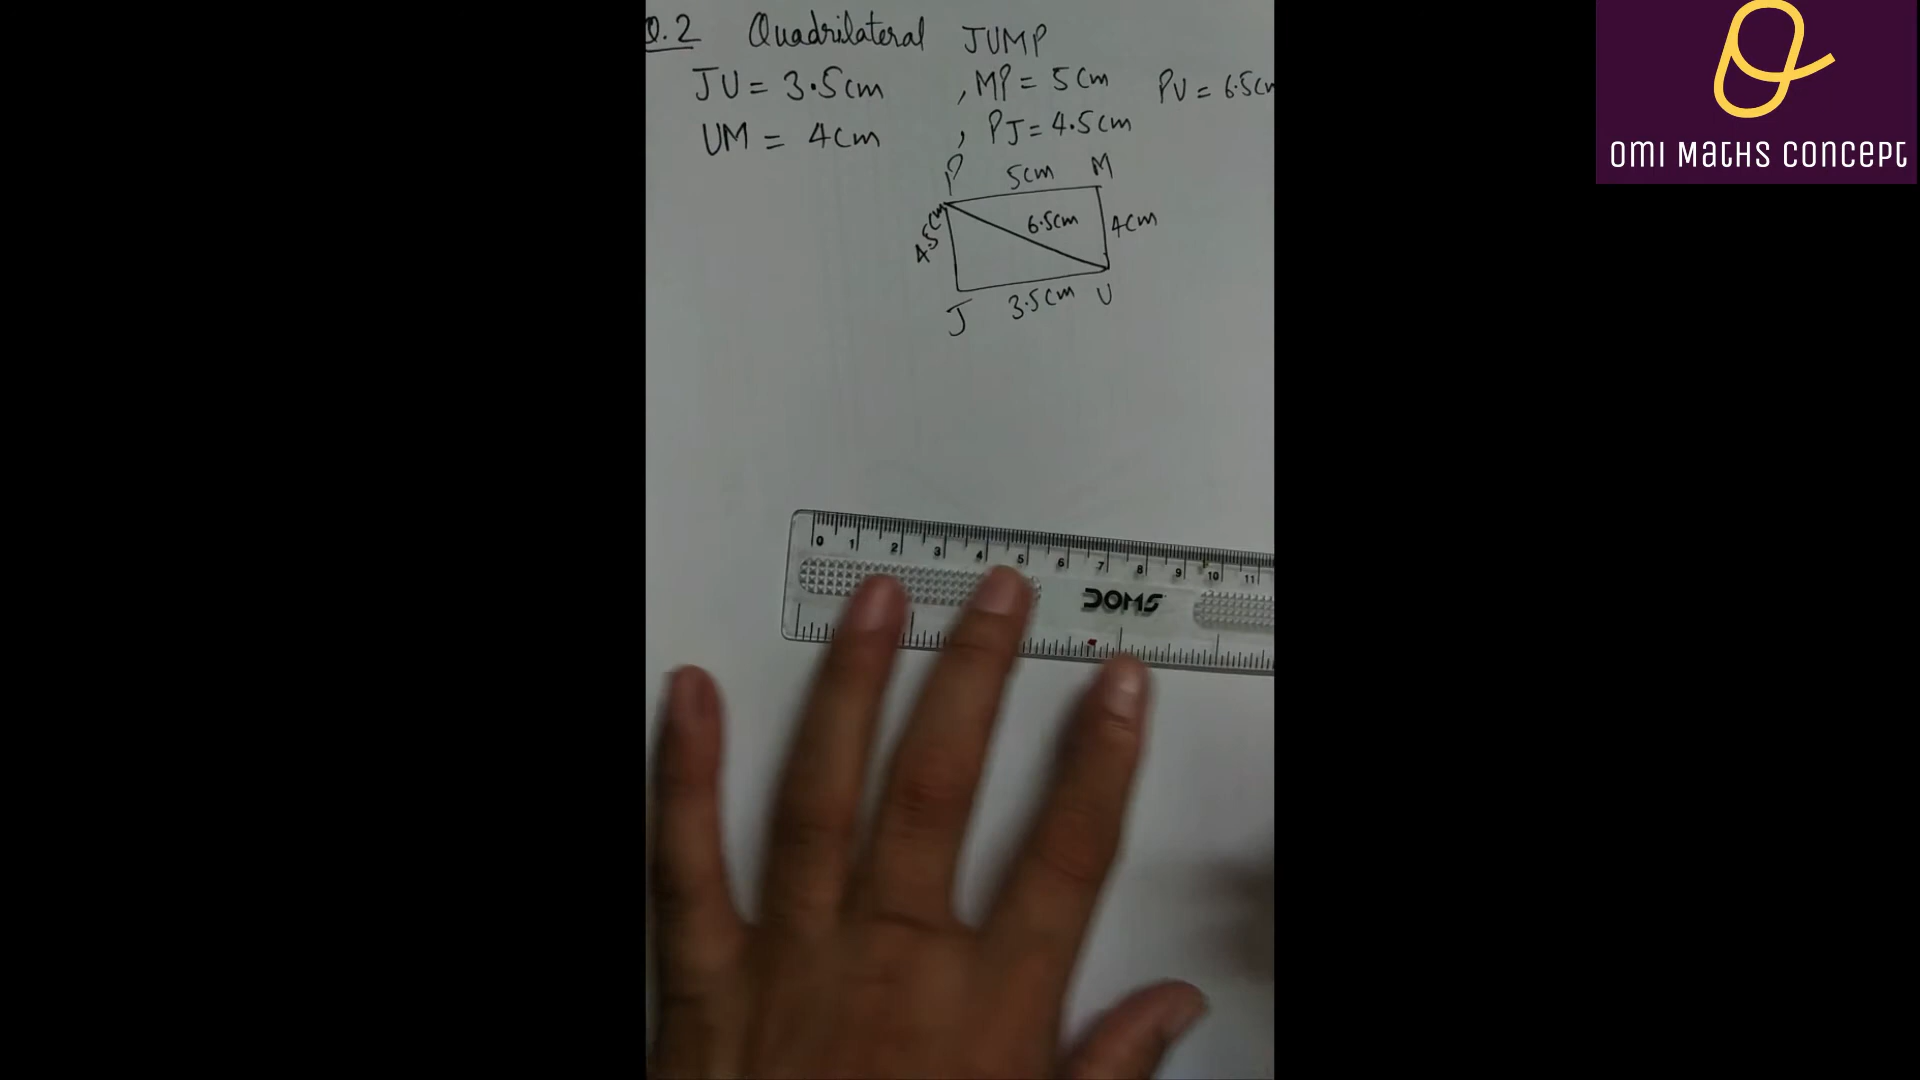 Q.2 Quadrilateral JUMP
JU = 3.5cm , MP = 5cm PU = 6.5cm
UM = 4cm , PJ = 4.5cm
P 5cm M
4.5cm 6.5cm 4cm
J 3.5cm U
0 1 2 3 4 5 6 7 8 9 10 11
DOMS
OMI MATHS CONCEPT